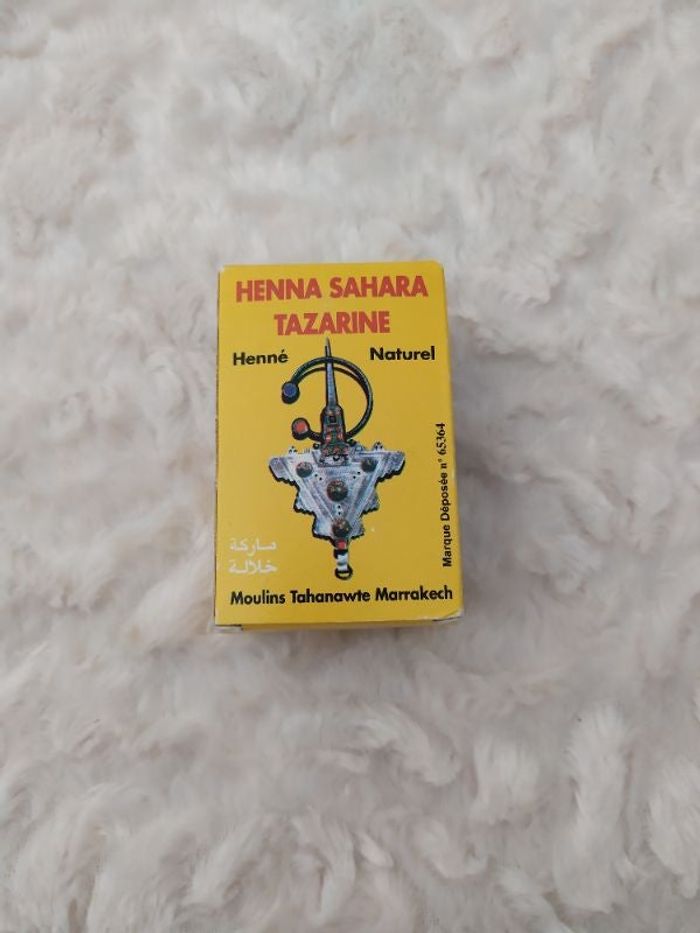 HENNA SAHARA
TAZARINE
Henné Naturel
Marque Déposée n° 65364
ماركة
خلالة
Moulins Tahanawte Marrakech